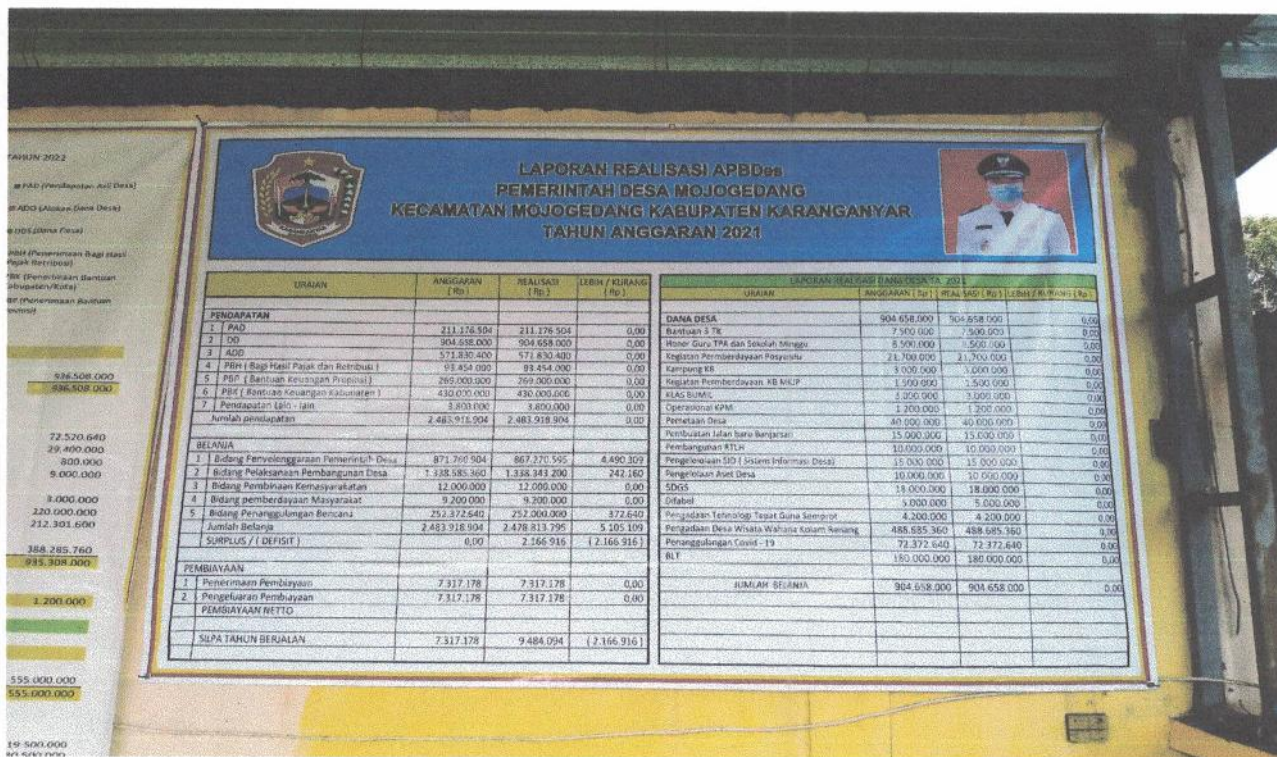 TAHUN 2022
PAD (Pendapatan Asli Desa)
ADD (Alokasi Dana Desa)
DDS (Dana Desa)
PBH (Penerimaan Bagi Hasil
Pajak Retribusi)
PBK (Penerimaan Bantuan
Kabupaten/Kota)
936.508.000
936.508.000
72.520.640
29.400.000
800.000
9.000.000
3.000.000
220.000.000
212.301.600
388.285.760
935.308.000
1.200.000
555.000.000
555.000.000
19.500.000
LAPORAN REALISASI APBDes
PEMERINTAH DESA MOJOGEDANG
KECAMATAN MOJOGEDANG KABUPATEN KARANGANYAR
TAHUN ANGGARAN 2021
URAIAN ANGGARAN ( Rp ) REALISASI ( Rp ) LEBIH / KURANG ( Rp )
PENDAPATAN
1 PAD 211.176.504 211.176.504 0,00
2 DD 904.658.000 904.658.000 0,00
3 ADD 571.830.400 571.830.400 0,00
4 PBH ( Bagi Hasil Pajak dan Retribusi ) 93.454.000 93.454.000 0,00
5 PBP ( Bantuan Keuangan Propinsi ) 269.000.000 269.000.000 0,00
6 PBK ( Bantuan Keuangan Kabupaten ) 430.000.000 430.000.000 0,00
7 Pendapatan Lain - lain 3.800.000 3.800.000 0,00
Jumlah pendapatan 2.483.918.904 2.483.918.904 0,00
BELANJA
1 Bidang Penyelenggaraan Pemerintah Desa 871.760.904 867.270.595 4.490.309
2 Bidang Pelaksanaan Pembangunan Desa 1.338.585.360 1.338.343.200 242.160
3 Bidang Pembinaan Kemasyarakatan 12.000.000 12.000.000 0,00
4 Bidang pemberdayaan Masyarakat 9.200.000 9.200.000 0,00
5 Bidang Penanggulangan Bencana 252.372.640 252.000.000 372.640
Jumlah Belanja 2.483.918.904 2.478.813.795 5.105.109
SURPLUS / ( DEFISIT ) 0,00 2.166.916 ( 2.166.916 )
PEMBIAYAAN
1 Penerimaan Pembiayaan 7.317.178 7.317.178 0,00
2 Pengeluaran Pembiayaan 7.317.178 7.317.178 0,00
PEMBIAYAAN NETTO
SILPA TAHUN BERJALAN 7.317.178 9.484.094 ( 2.166.916 )
LAPORAN REALISASI DANA DESA TA. 2021
URAIAN ANGGARAN ( Rp ) REALISASI ( Rp ) LEBIH / KURANG ( Rp )
DANA DESA 904.658.000 904.658.000 0,00
Bantuan 3 TK 7.500.000 7.500.000 0,00
Honor Guru TPA dan Sekolah Minggu 8.500.000 8.500.000 0,00
Kegiatan Permberdayaan Posyandu 21.700.000 21.700.000 0,00
Kampung KB 3.000.000 3.000.000 0,00
Kegiatan Permberdayaan KB MKJP 1.500.000 1.500.000 0,00
KLAS BUMIL 3.000.000 3.000.000 0,00
Operasional KPM 1.200.000 1.200.000 0,00
Pemetaan Desa 40.000.000 40.000.000 0,00
Pembuatan Jalan baru Banjarsari 15.000.000 15.000.000 0,00
Pembangunan RTLH 10.000.000 10.000.000 0,00
Pengelolaan SID ( Sistem Informasi Desa) 15.000.000 15.000.000 0,00
Pengelolaan Aset Desa 10.000.000 10.000.000 0,00
SDGS 18.000.000 18.000.000 0,00
Difabel 5.000.000 5.000.000 0,00
Pengadaan Tehnologi Tepat Guna Semprot 4.200.000 4.200.000 0,00
Pengadaan Desa Wisata Wahana Kolam Renang 488.685.360 488.685.360 0,00
Penanggulangan Covid - 19 72.372.640 72.372.640 0,00
BLT 180.000.000 180.000.000 0,00
JUMLAH BELANJA 904.658.000 904.658.000 0,00